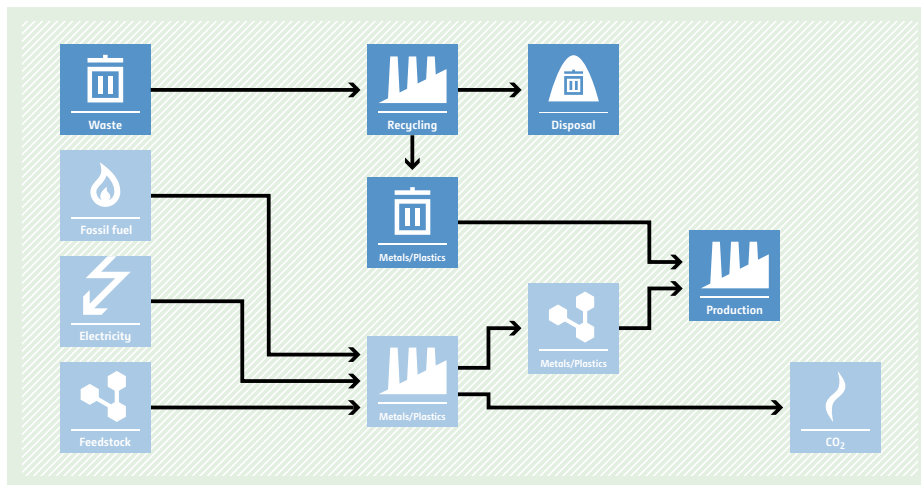 Waste
Recycling
Disposal
Fossil fuel
Metals/Plastics
Electricity
Production
Metals/Plastics
Feedstock
Metals/Plastics
CO₂